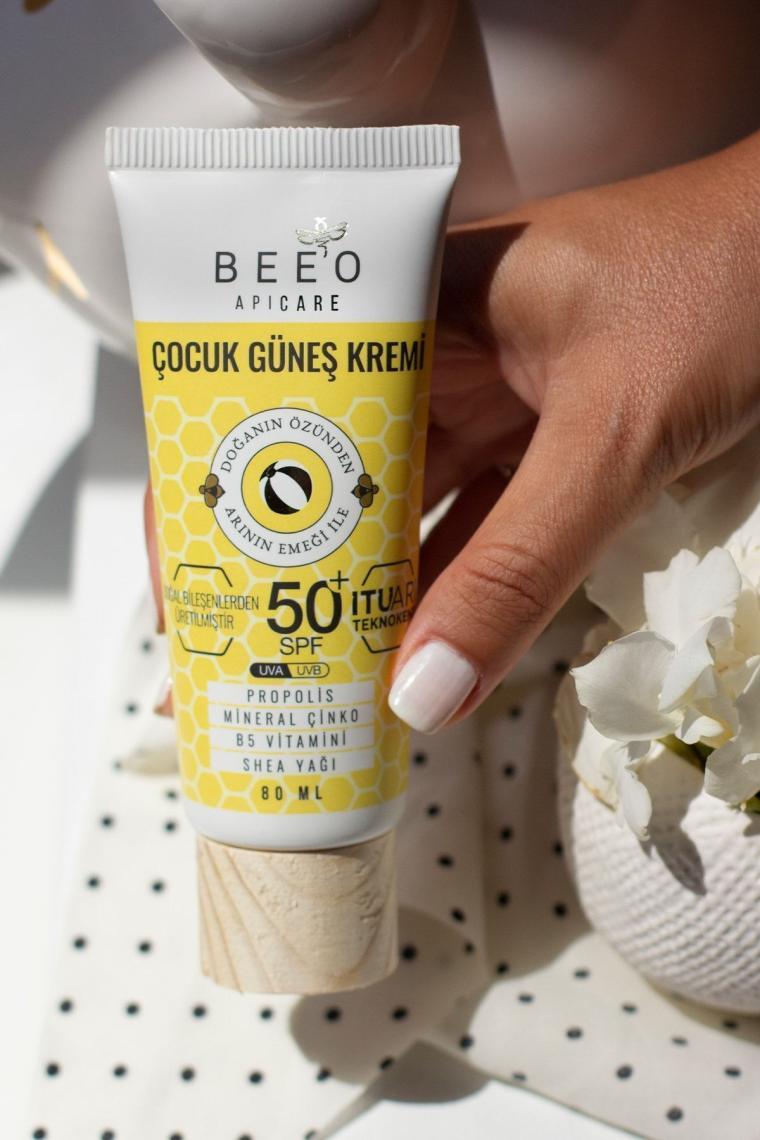 BEE'O
APICARE
ÇOCUK GÜNEŞ KREMİ
DOĞANIN ÖZÜNDEN
ARININ EMEĞİ İLE
BİLEŞENLERDEN
ÜRETİLMİŞTİR
50+
SPF
ITUARI
TEKNOKENT
UVA UVB
PROPOLİS
MİNERAL ÇİNKO
B5 VİTAMİNİ
SHEA YAĞI
80 ML